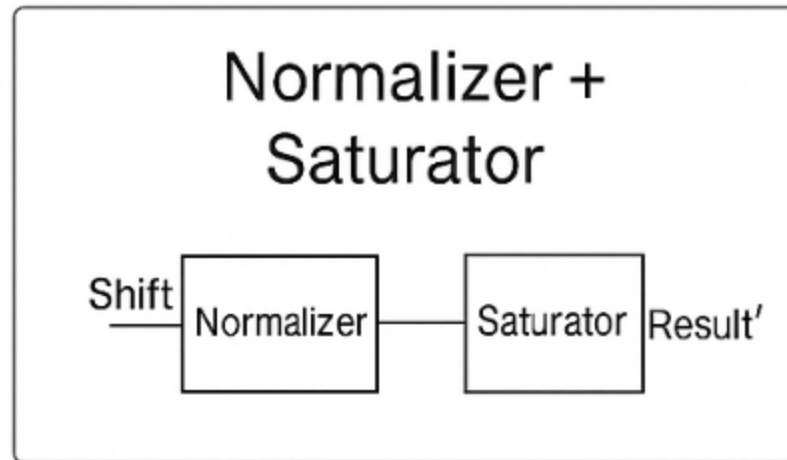 Normalizer +
Saturator
Shift
Normalizer
Saturator
Result′